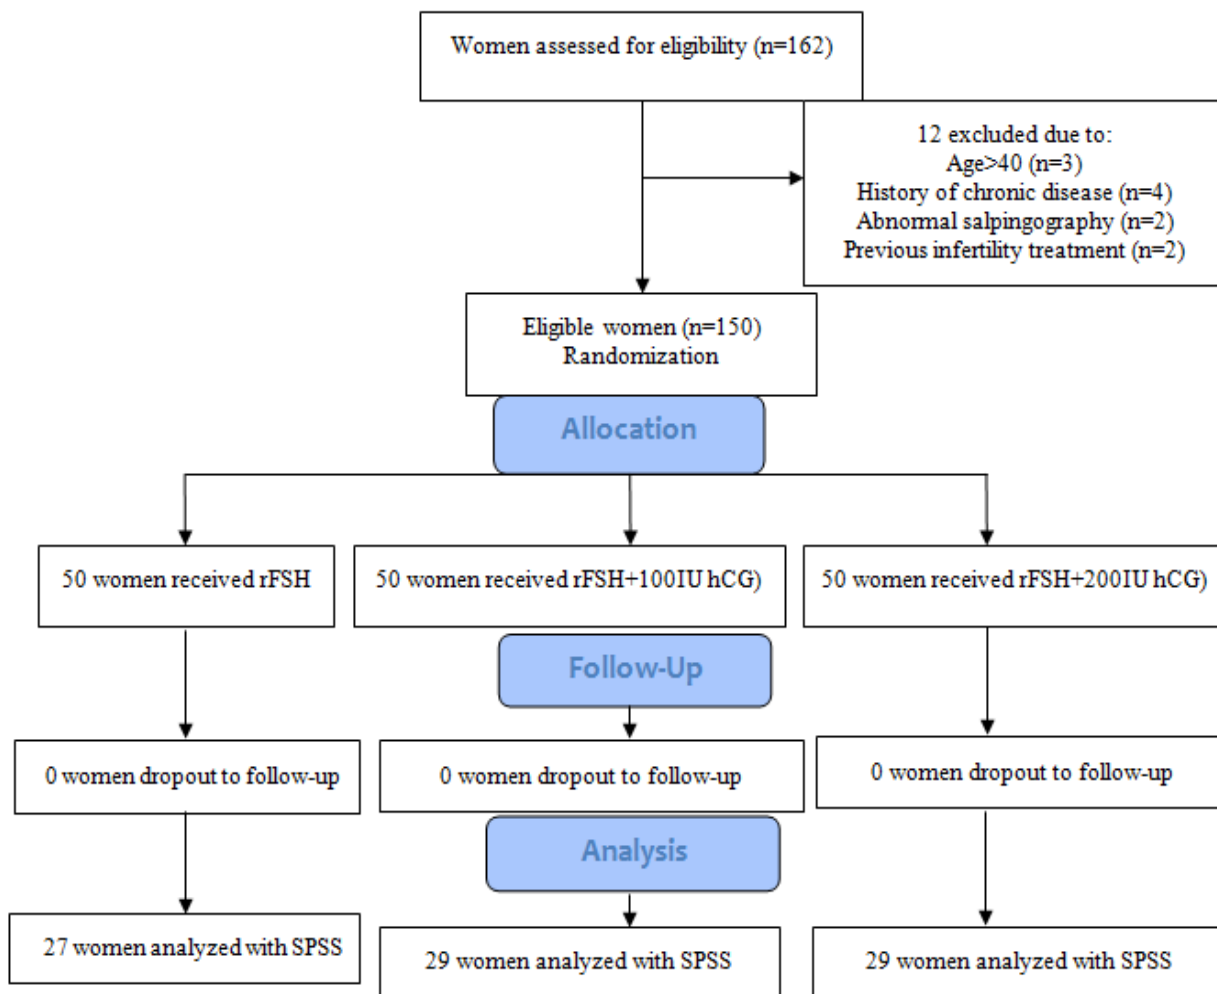 Women assessed for eligibility (n=162)
12 excluded due to:
Age>40 (n=3)
History of chronic disease (n=4)
Abnormal salpingography (n=2)
Previous infertility treatment (n=2)
Eligible women (n=150)
Randomization
Allocation
50 women received rFSH
50 women received rFSH+100IU hCG)
50 women received rFSH+200IU hCG)
Follow-Up
0 women dropout to follow-up
0 women dropout to follow-up
0 women dropout to follow-up
Analysis
27 women analyzed with SPSS
29 women analyzed with SPSS
29 women analyzed with SPSS